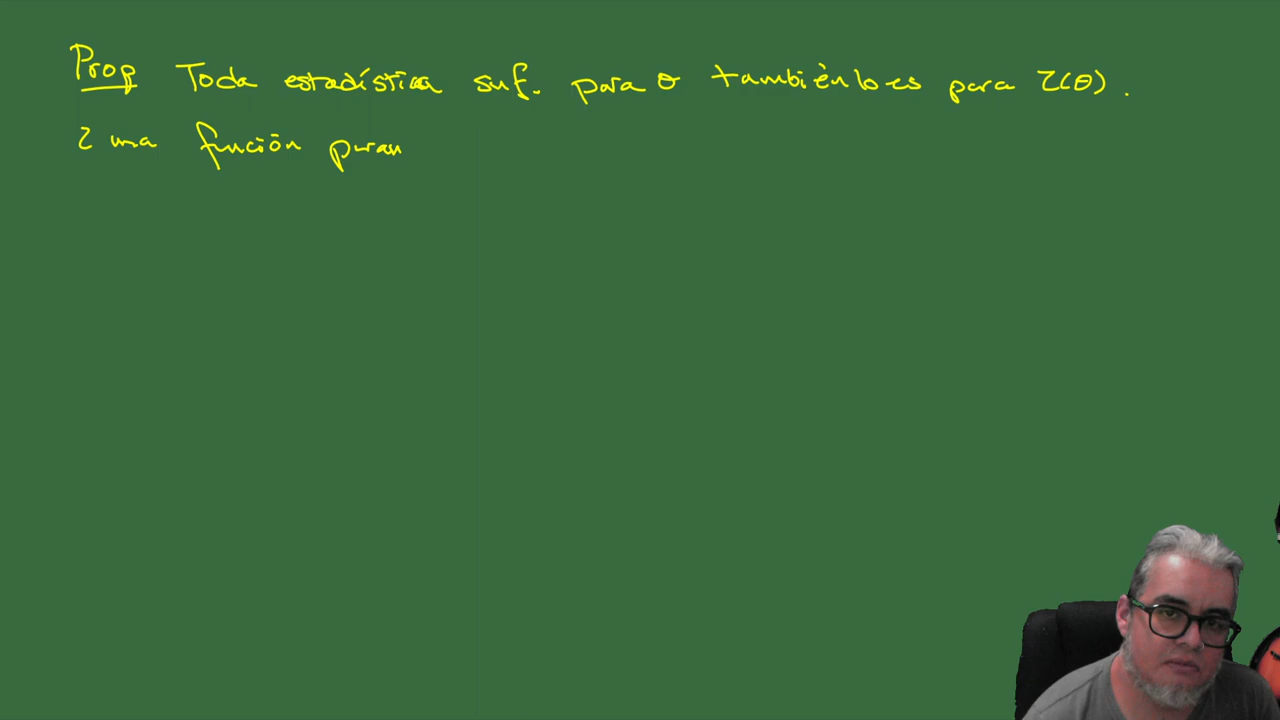 Prop Toda estadística suf. para θ también lo es para τ(θ).
τ una función param